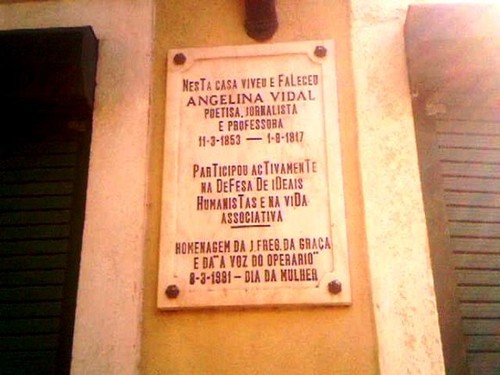 NESTA CASA VIVEU E FALECEU
ANGELINA VIDAL
POETISA, JORNALISTA
E PROFESSORA
11-3-1853 — 1-8-1917
PARTICIPOU ACTIVAMENTE
NA DEFESA DE IDEAIS
HUMANISTAS E NA VIDA
ASSOCIATIVA
HOMENAGEM DA J. FREG. DA GRAÇA
E DA "A VOZ DO OPERARIO"
8-3-1991 — DIA DA MULHER